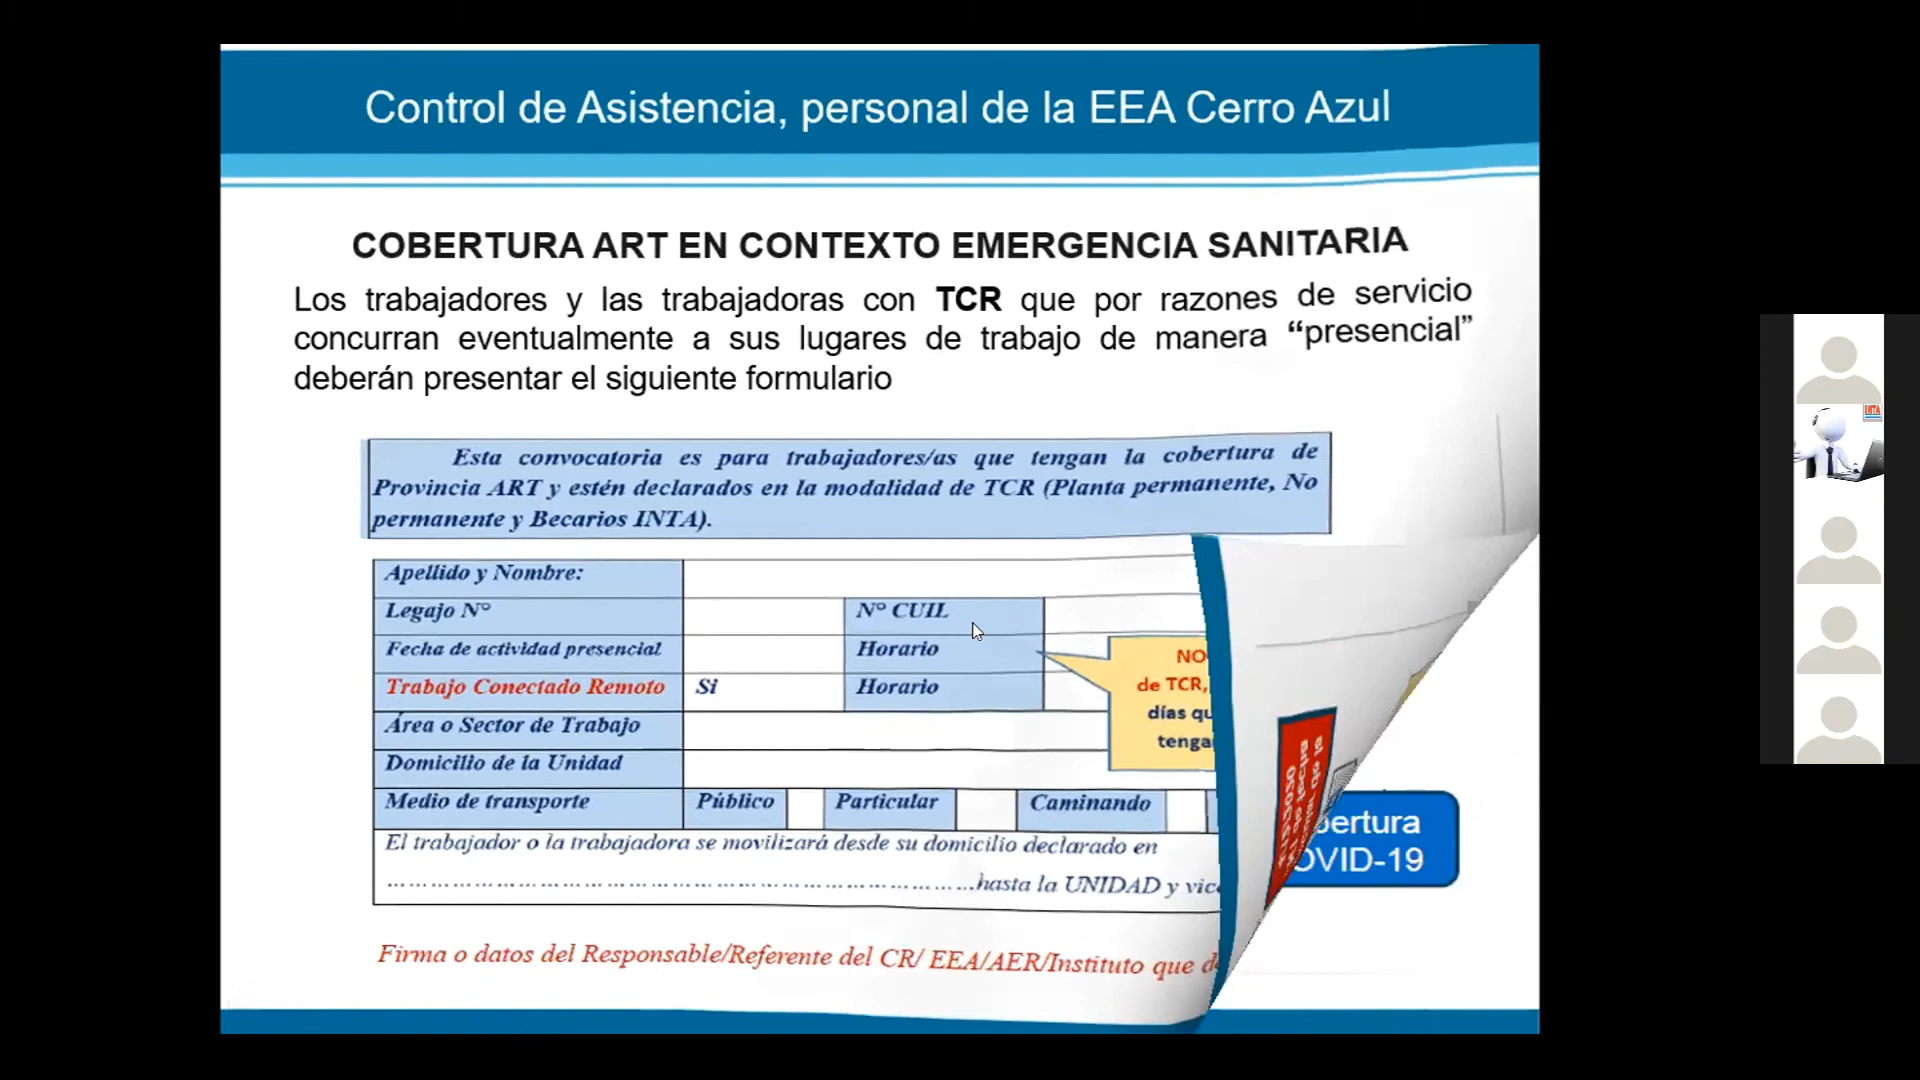 Control de Asistencia, personal de la EEA Cerro Azul
COBERTURA ART EN CONTEXTO EMERGENCIA SANITARIA
Los trabajadores y las trabajadoras con TCR que por razones de servicio
concurran eventualmente a sus lugares de trabajo de manera “presencial”
deberán presentar el siguiente formulario
Esta convocatoria es para trabajadores/as que tengan la cobertura de
Provincia ART y estén declarados en la modalidad de TCR (Planta permanente, No
permanente y Becarios INTA).
Apellido y Nombre:
Legajo N° N° CUIL
Fecha de actividad presencial Horario
Trabajo Conectado Remoto Si Horario
Área o Sector de Trabajo
Domicilio de la Unidad
Medio de transporte Público Particular Caminando
NO
de TCR,
días
El trabajador o la trabajadora se movilizará desde su domicilio declarado en
……………………………………………………………hasta la UNIDAD y
Firma o datos del Responsable/Referente del CR/ EEA/AER/Instituto que